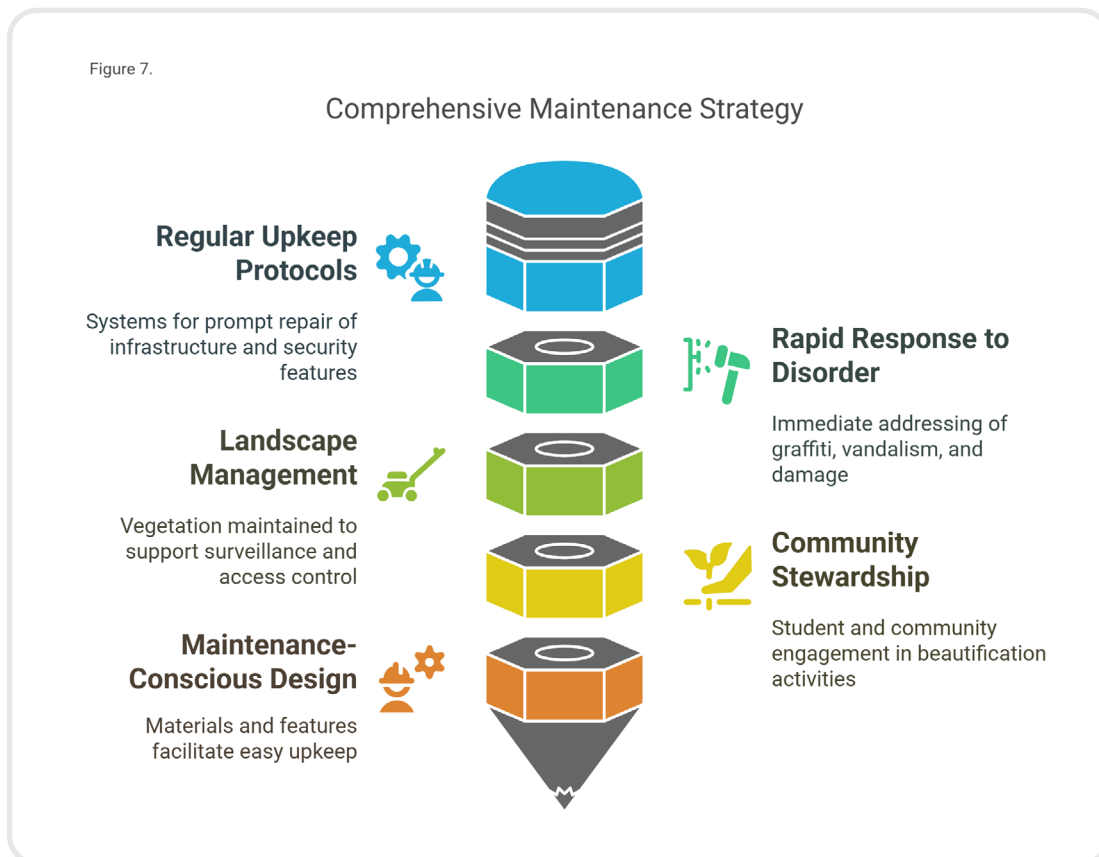 Figure 7.
Comprehensive Maintenance Strategy
Regular Upkeep
Protocols
Systems for prompt repair of
infrastructure and security
features
Rapid Response to
Disorder
Immediate addressing of
graffiti, vandalism, and
damage
Landscape
Management
Vegetation maintained to
support surveillance and
access control
Community
Stewardship
Student and community
engagement in beautification
activities
Maintenance-
Conscious Design
Materials and features
facilitate easy upkeep